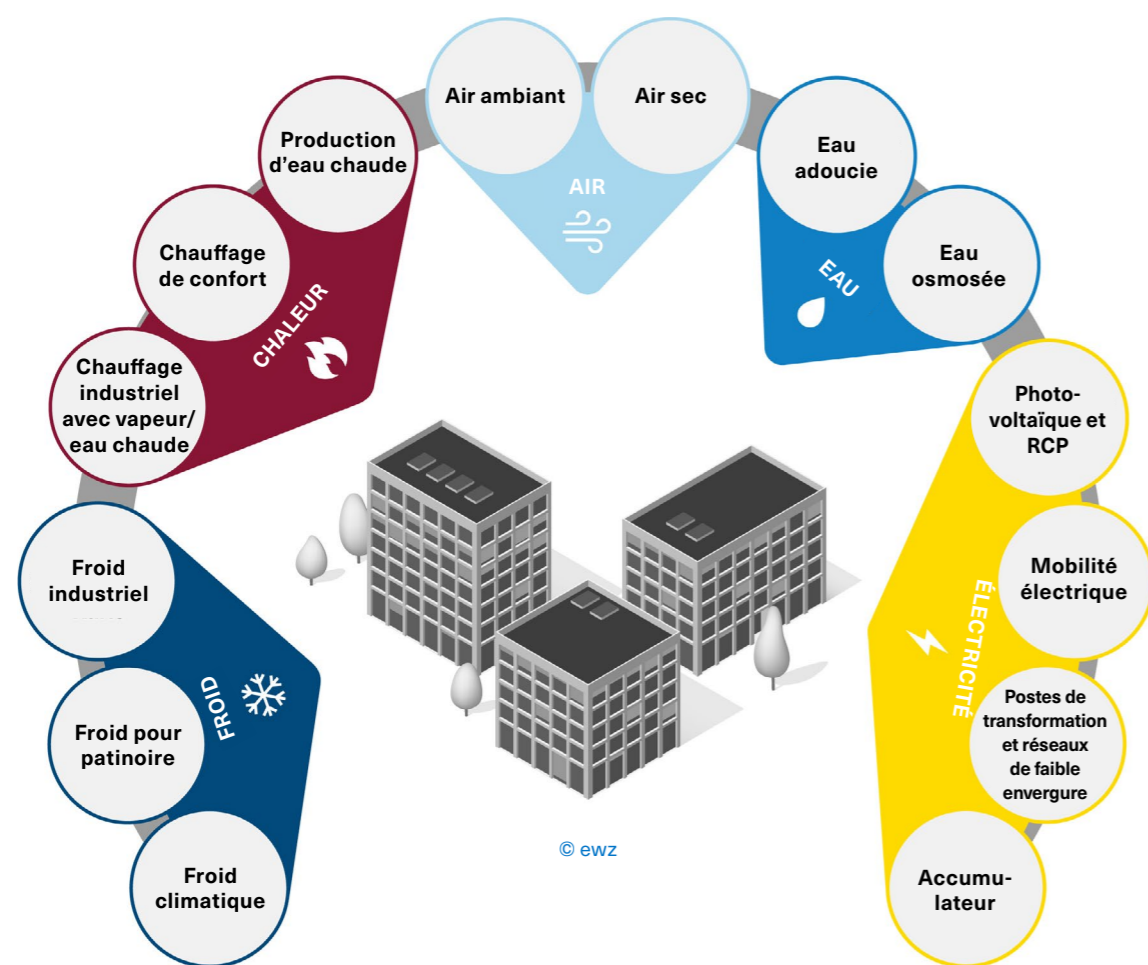 Air ambiant
Air sec
AIR
Production
d’eau chaude
Chauffage
de confort
Chauffage
industriel
avec vapeur/
eau chaude
CHALEUR
Eau
adoucie
Eau
osmosée
EAU
Photo-
voltaïque et
RCP
Mobilité
électrique
Postes de
transformation
et réseaux
de faible
envergure
Accumu-
lateur
ÉLECTRICITÉ
Froid
industriel
Froid pour
patinoire
Froid
climatique
FROID
© ewz